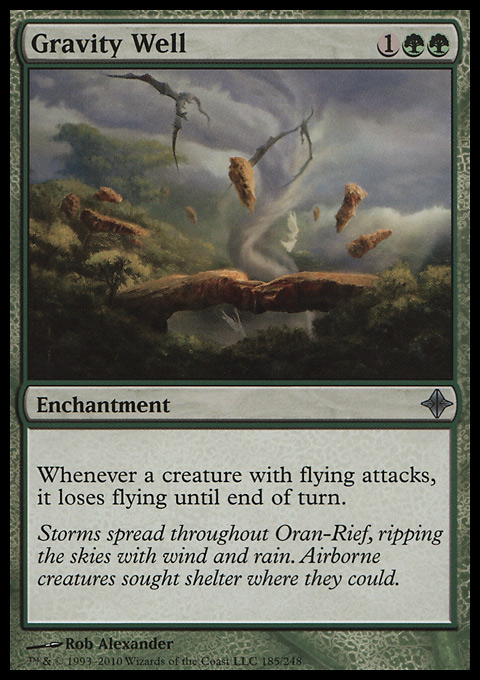 Gravity Well 1
Enchantment
Whenever a creature with flying attacks,
it loses flying until end of turn.
Storms spread throughout Oran-Rief, ripping
the skies with wind and rain. Airborne
creatures sought shelter where they could.
Rob Alexander
™ & © 1993–2010 Wizards of the Coast LLC 185/248